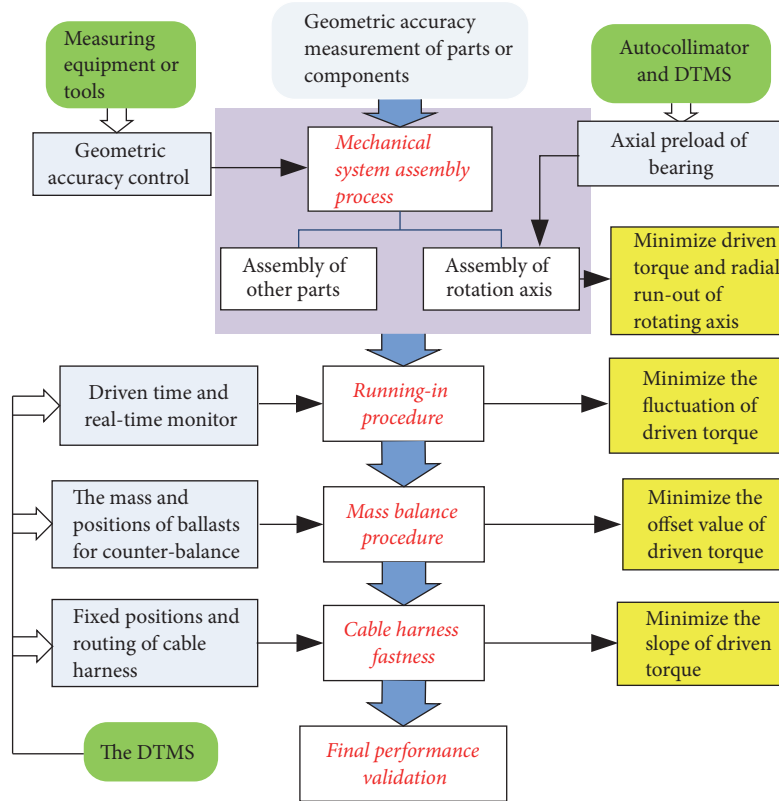 Measuring
equipment or
tools
Geometric accuracy
measurement of parts or
components
Autocollimator
and DTMS
Geometric
accuracy control
Mechanical
system assembly
process
Axial preload of
bearing
Assembly of
other parts
Assembly of
rotation axis
Minimize driven
torque and radial
run-out of
rotating axis
Driven time and
real-time monitor
Running-in
procedure
Minimize the
fluctuation of
driven torque
The mass and
positions of ballasts
for counter-balance
Mass balance
procedure
Minimize the
offset value of
driven torque
Fixed positions and
routing of cable
harness
Cable harness
fastness
Minimize the
slope of driven
torque
The DTMS
Final performance
validation